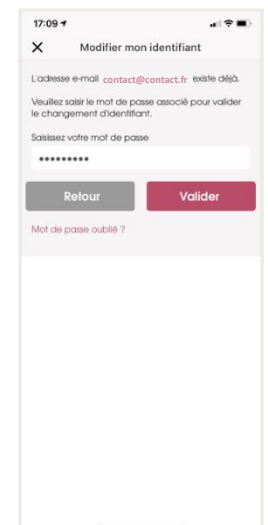 17:09
Modifier mon identifiant
L'adresse e-mail contact@contact.fr existe déjà.
Veuillez saisir le mot de passe associé pour valider
le changement d'identifiant.
Saisissez votre mot de passe
•••••••••
Retour Valider
Mot de passe oublié ?